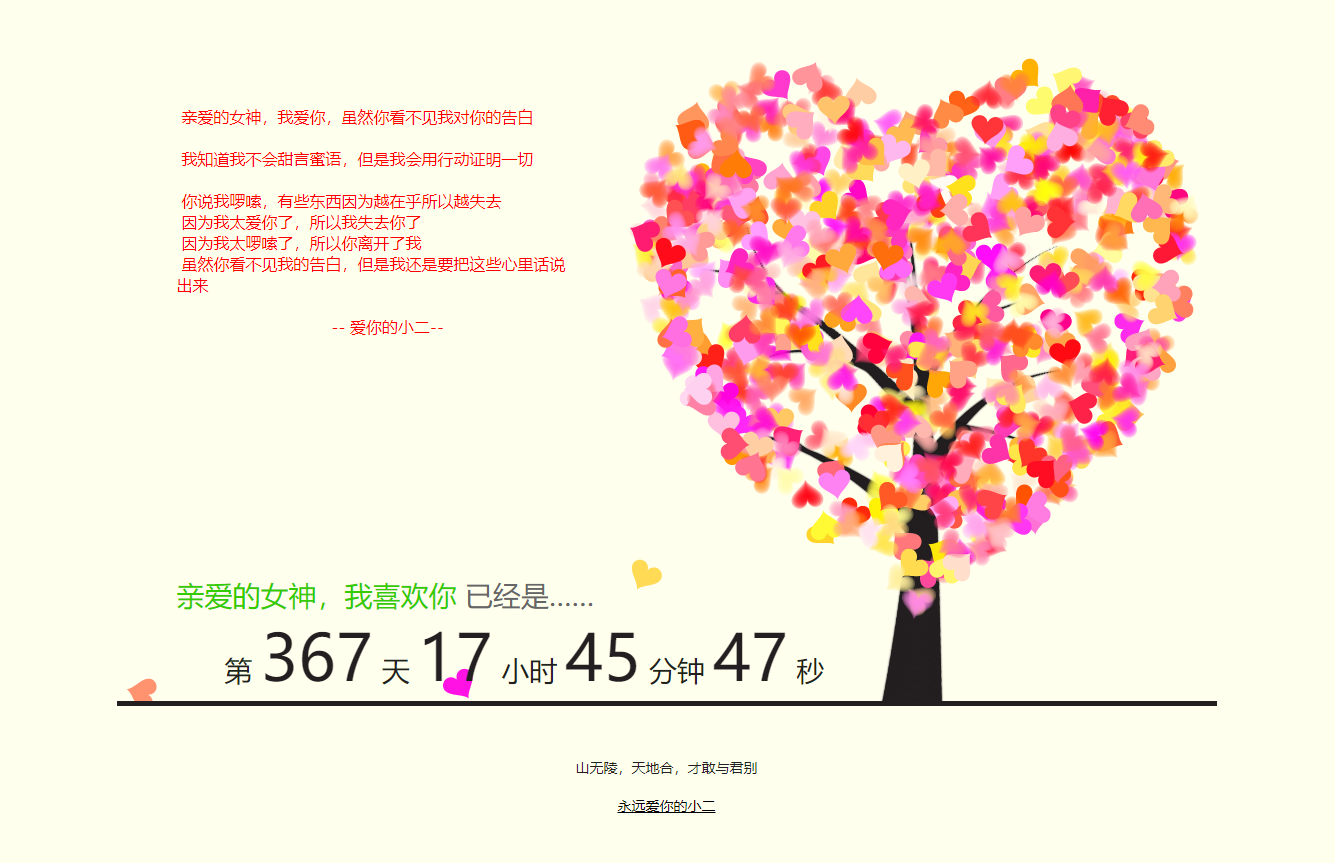 亲爱的女神，我爱你，虽然你看不见我对你的告白
我知道我不会甜言蜜语，但是我会用行动证明一切
你说我啰嗦，有些东西因为越在乎所以越失去
因为我太爱你了，所以我失去你了
因为我太啰嗦了，所以你离开了我
虽然你看不见我的告白，但是我还是要把这些心里话说
出来
-- 爱你的小二--
亲爱的女神，我喜欢你 已经是……
第 367 天 17 小时 45 分钟 47 秒
山无陵，天地合，才敢与君别
永远爱你的小二